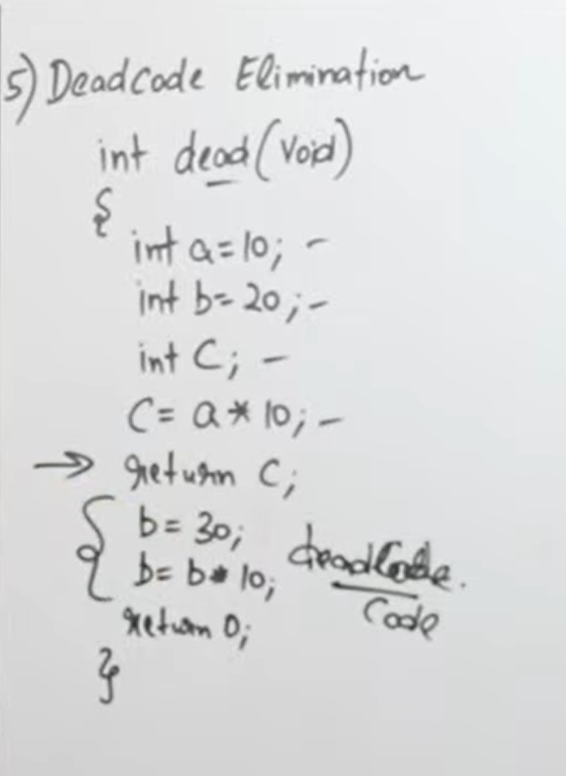 5) Deadcode Elimination
int dead (Void)
{
int a = 10; -
int b = 20; -
int C; -
C = a * 10; -
→ return C;
{ b = 30;
b = b * 10; deadCode.
Code
return 0;
}